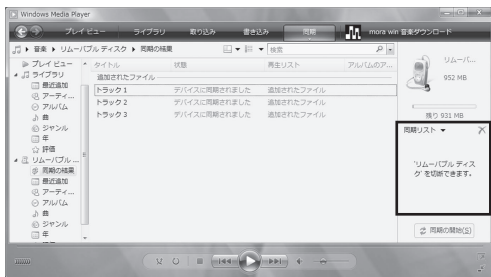 Windows Media Player
プレイ ビュー ライブラリ 取り込み 書き込み 同期 mora win 音楽ダウンロード
音楽 ▸ リムーバブル ディスク ▸ 同期の結果 検索
プレイ ビュー
ライブラリ
最近追加
アーティ...
アルバム
曲
ジャンル
年
評価
リムーバブル ...
同期の結果
最近追加
アーティ...
アルバム
曲
ジャンル
年
タイトル 状態 再生リスト アルバムのア...
追加されたファイル
トラック 1 デバイスに同期されました 追加されたファイル
トラック 2 デバイスに同期されました 追加されたファイル
トラック 3 デバイスに同期されました 追加されたファイル
リムーバ...
952 MB
残り 931 MB
同期リスト
'リムーバブル ディス
ク' を切断できます。
同期の開始(S)